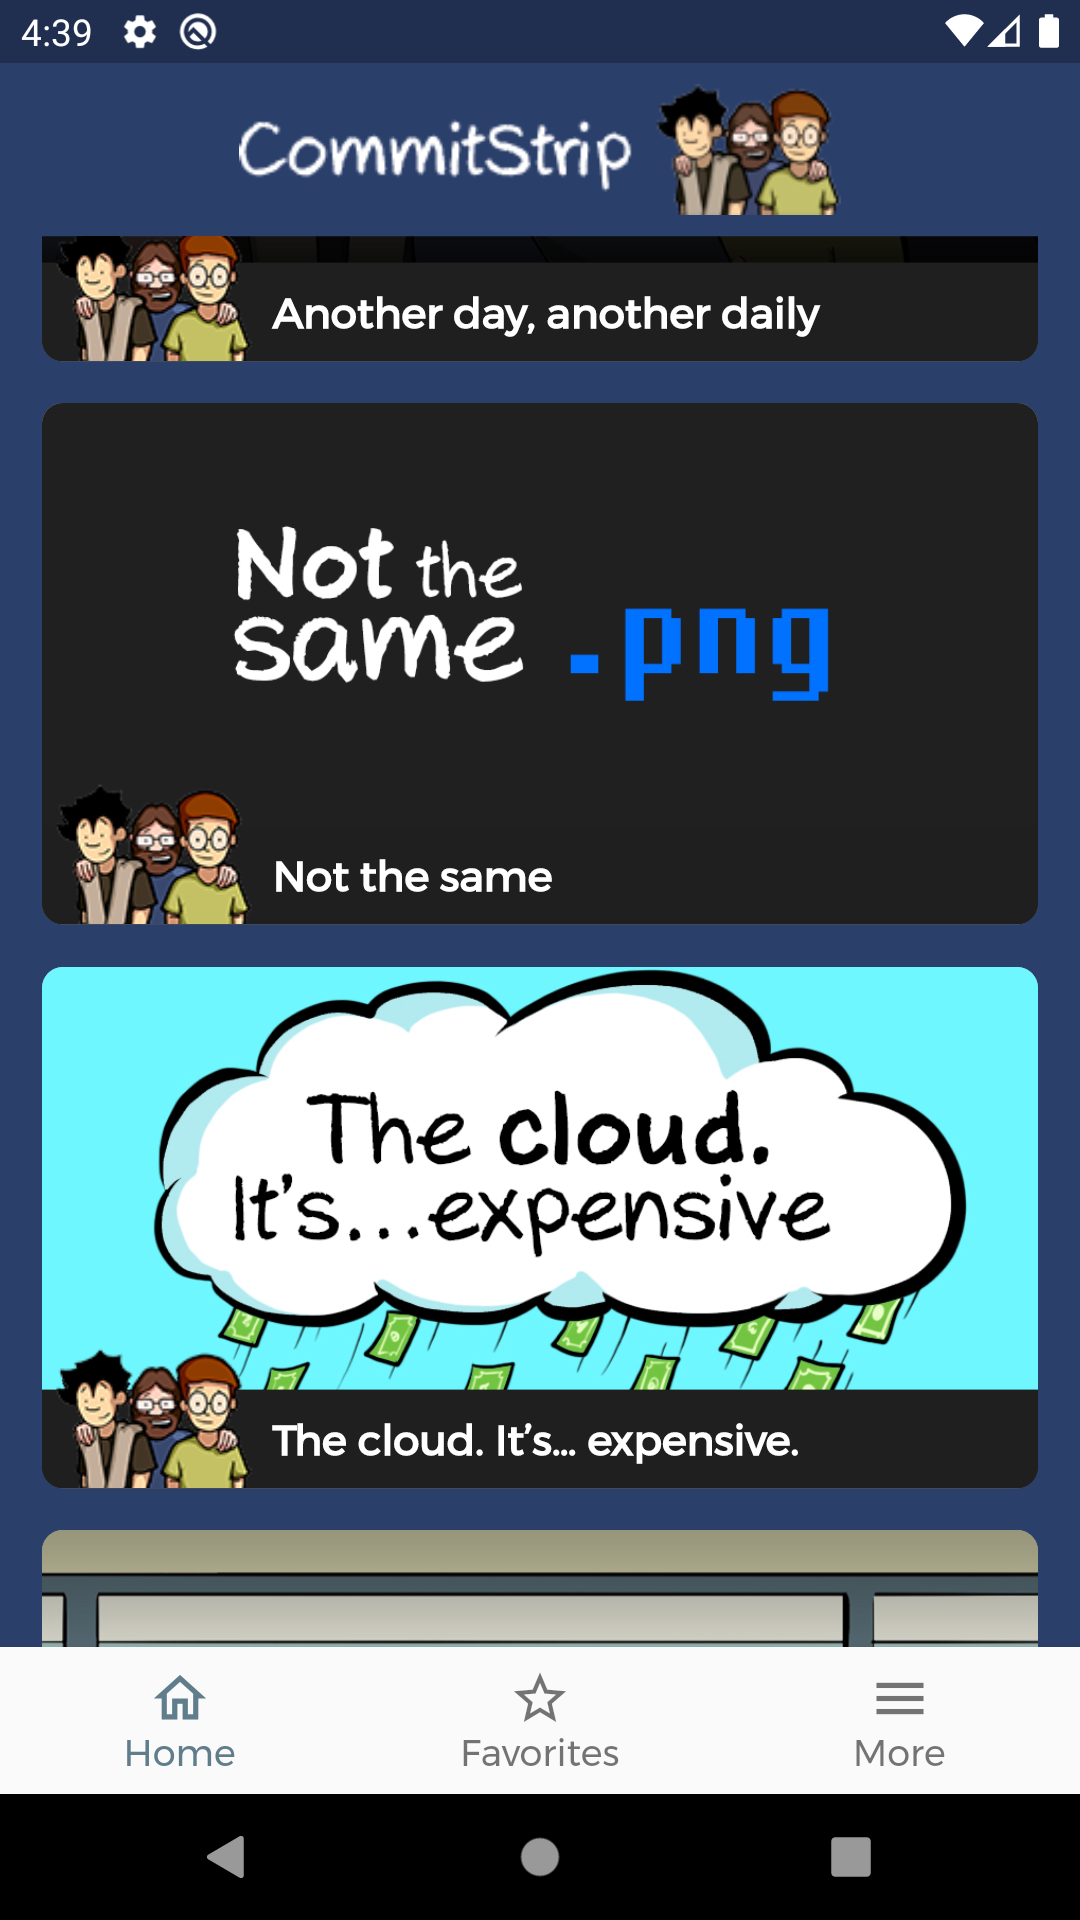 4:39
CommitStrip
Another day, another daily
Not the
same .png
Not the same
The cloud.
It's...expensive
The cloud. It’s... expensive.
Home
Favorites
More